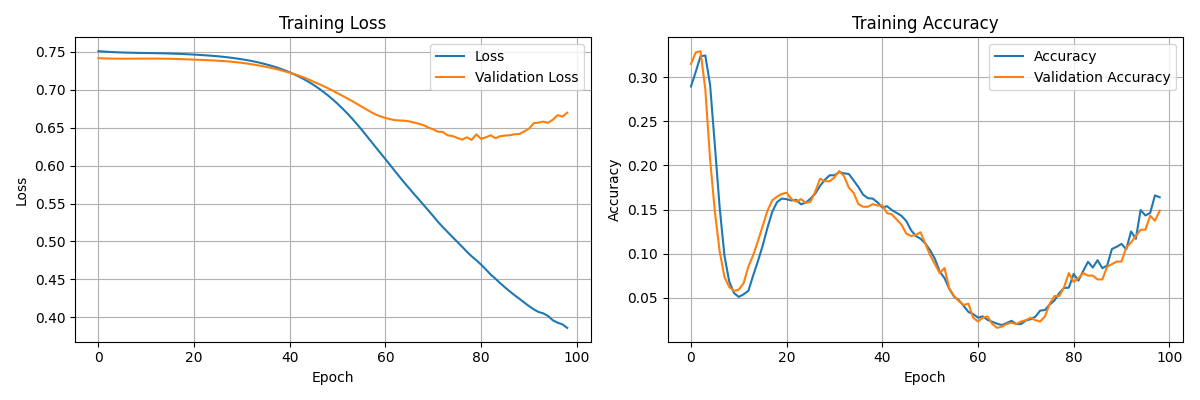 Training Loss
0.75
0.70
0.65
0.60
0.55
0.50
0.45
0.40
Loss
0 20 40 60 80 100
Epoch
Loss
Validation Loss
Training Accuracy
0.30
0.25
0.20
0.15
0.10
0.05
Accuracy
0 20 40 60 80 100
Epoch
Accuracy
Validation Accuracy